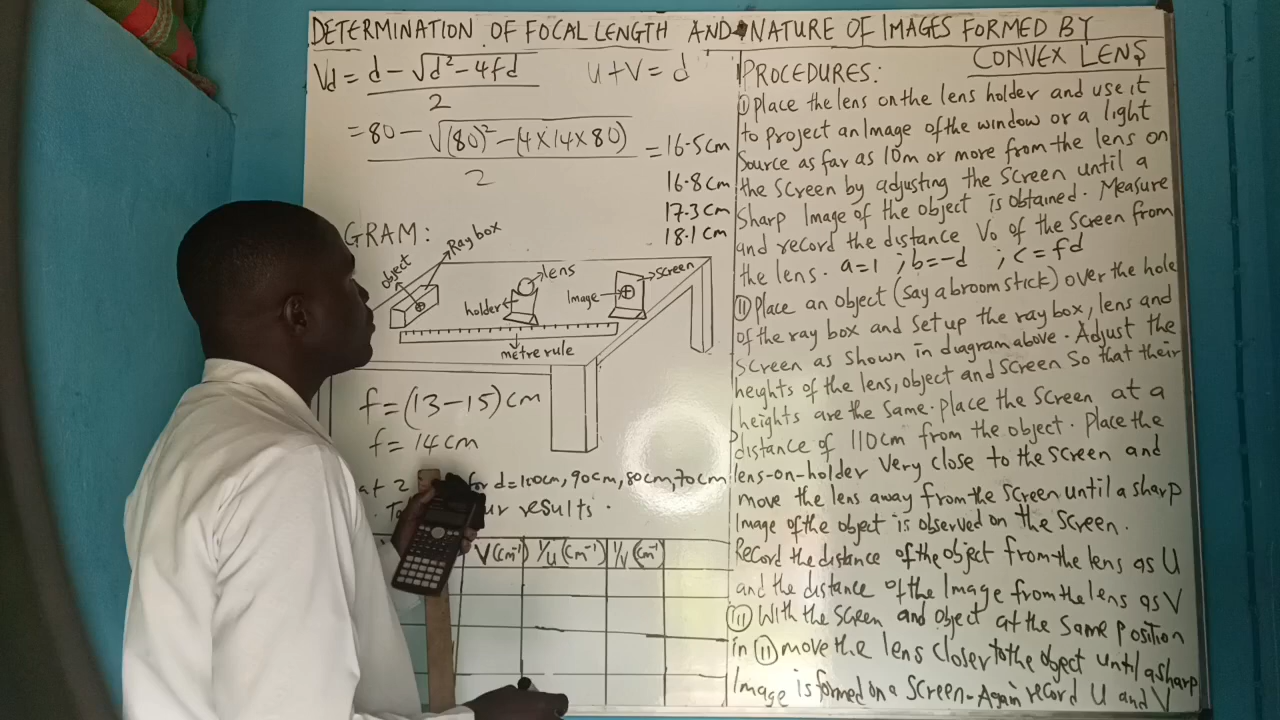 DETERMINATION OF FOCAL LENGTH AND NATURE OF IMAGES FORMED BY
CONVEX LENS
Vd = d - √d² - 4fd
2
u + V = d
= 80 - √(80)² - (4 x 14 x 80)
2
= 16.5cm
16.8cm
17.3cm
18.1cm
GRAM:
object
Ray box
lens
holder
Image
screen
metre rule
f = (13 - 15) cm
f = 14 cm
at 2 for d = 100cm, 90cm, 80cm, 70cm
ur results.
V(cm⁻¹) 1/u (cm⁻¹) 1/v (cm⁻¹)
PROCEDURES:
(i) Place the lens on the lens holder and use it
to project an Image of the window or a light
Source as far as 10m or more from the lens on
the screen by adjusting the screen until a
Sharp Image of the object is obtained. Measure
and record the distance Vo of the screen from
the lens. a=1 ; b=-d ; c=fd
(ii) Place an object (say a broom stick) over the hole
of the ray box and set up the ray box, lens and
screen as shown in diagram above. Adjust the
heights of the lens, object and screen So that their
heights are the same. Place the screen at a
distance of 110cm from the object. Place the
lens-on-holder very close to the screen and
move the lens away from the screen until a sharp
Image of the object is observed on the screen.
Record the distance of the object from the lens as U
and the distance of the Image from the lens as V
(iii) With the screen and object at the same position
in (ii) move the lens closer to the object until a sharp
Image is formed on a screen. Again record U and V